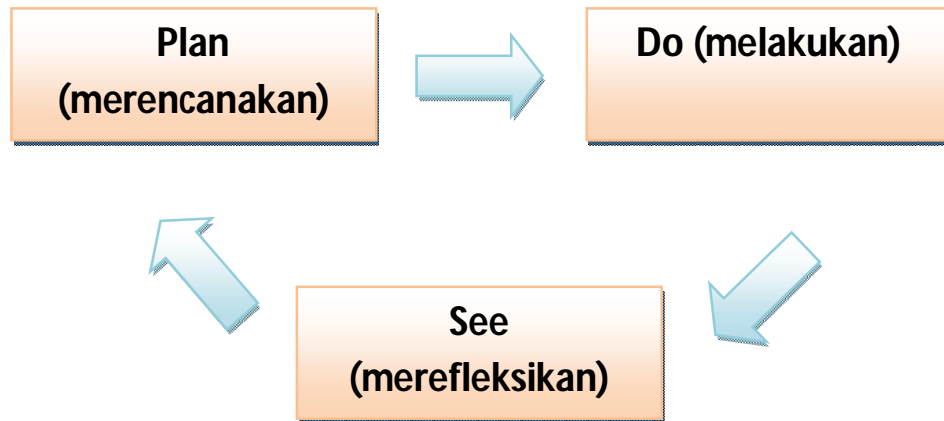 Plan
(merencanakan)
Do (melakukan)
See
(merefleksikan)